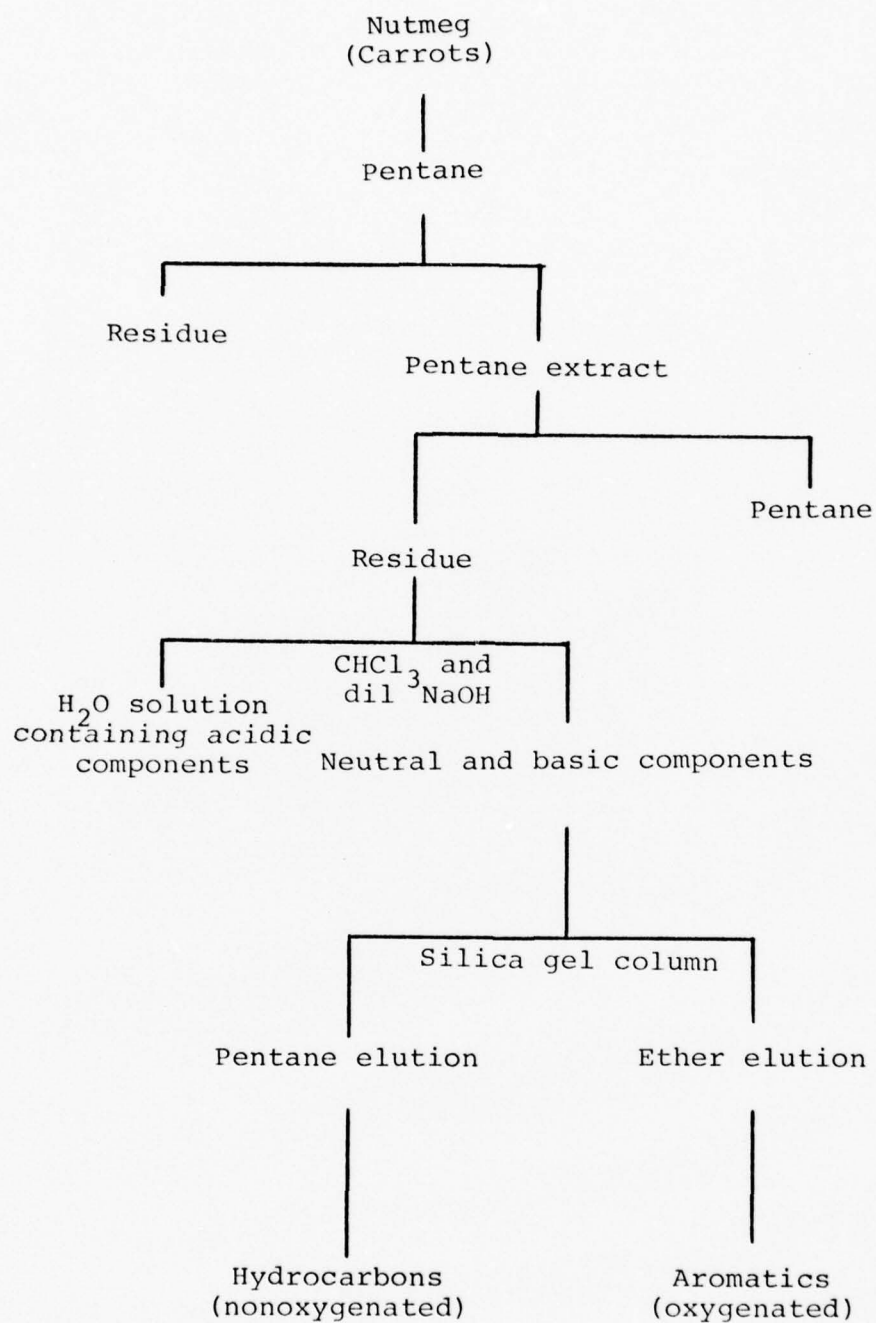 Nutmeg
(Carrots)
Pentane
Residue
Pentane extract
Pentane
Residue
CHCl3 and
dil NaOH
H2O solution
containing acidic
components
Neutral and basic components
Silica gel column
Pentane elution
Ether elution
Hydrocarbons
(nonoxygenated)
Aromatics
(oxygenated)